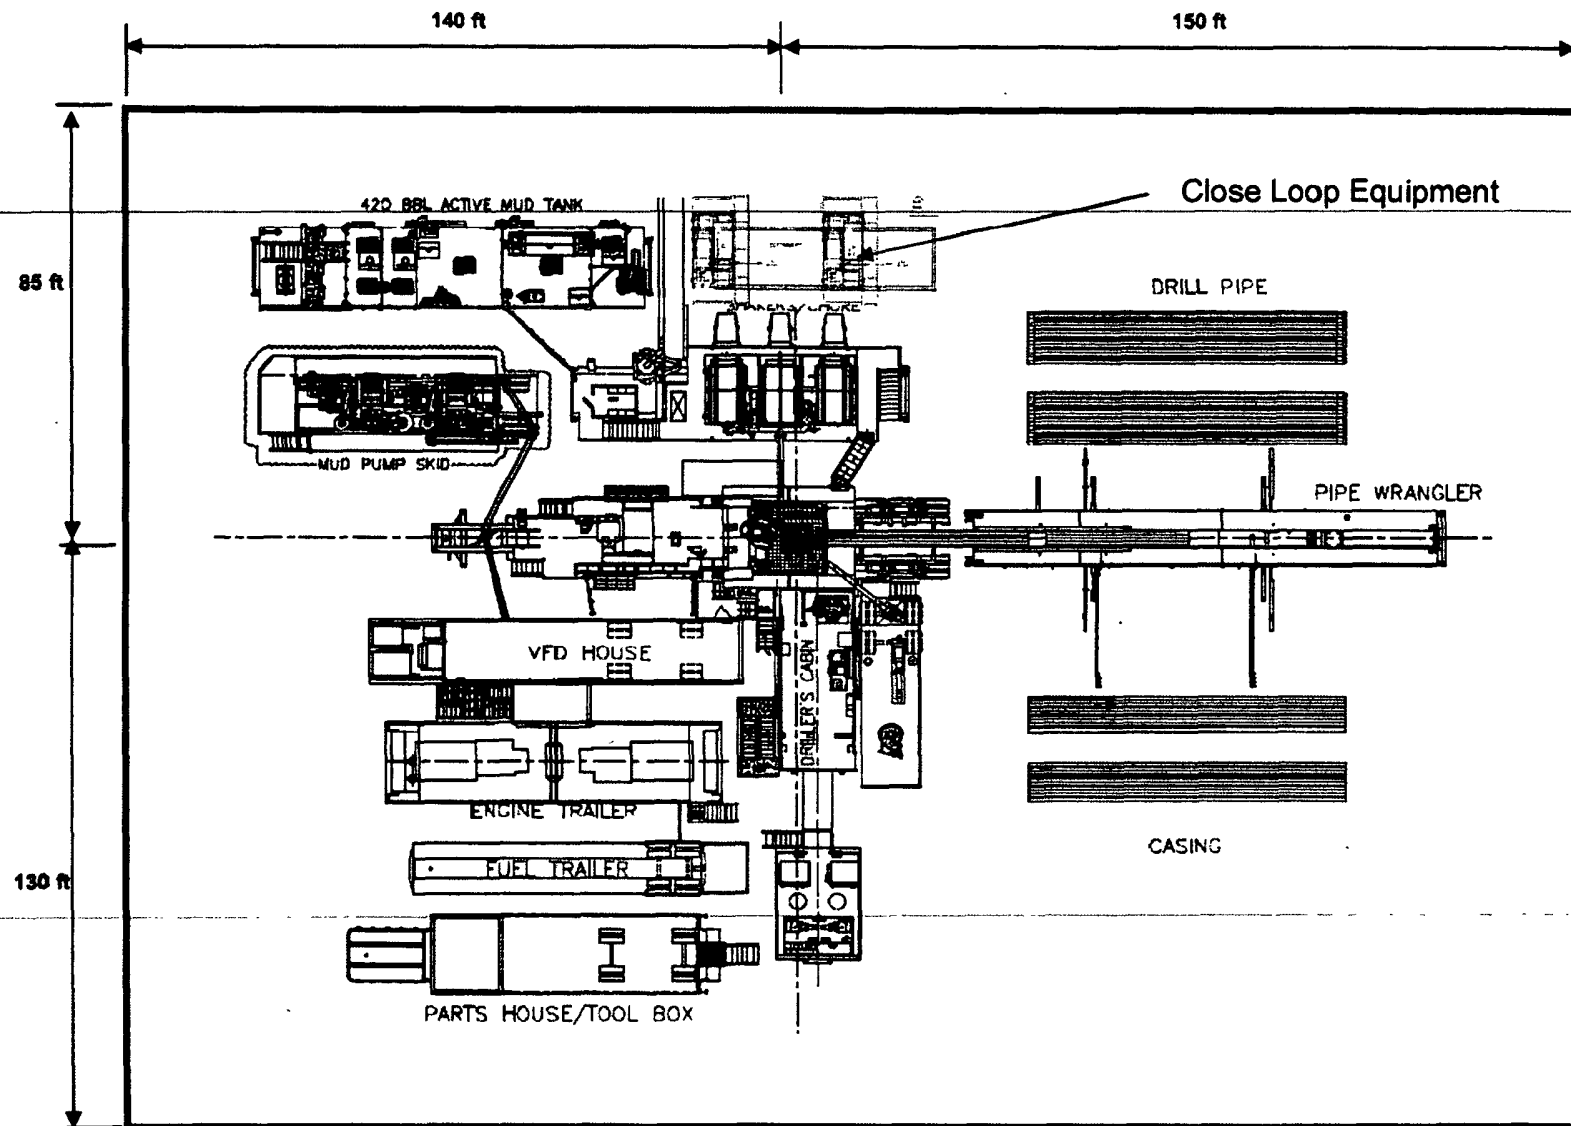 140 ft
150 ft
Close Loop Equipment
420 BBL ACTIVE MUD TANK
85 ft
DRILL PIPE
MUD PUMP SKID
PIPE WRANGLER
VFD HOUSE
DRILLER'S CABIN
ENGINE TRAILER
CASING
FUEL TRAILER
130 ft
PARTS HOUSE/TOOL BOX